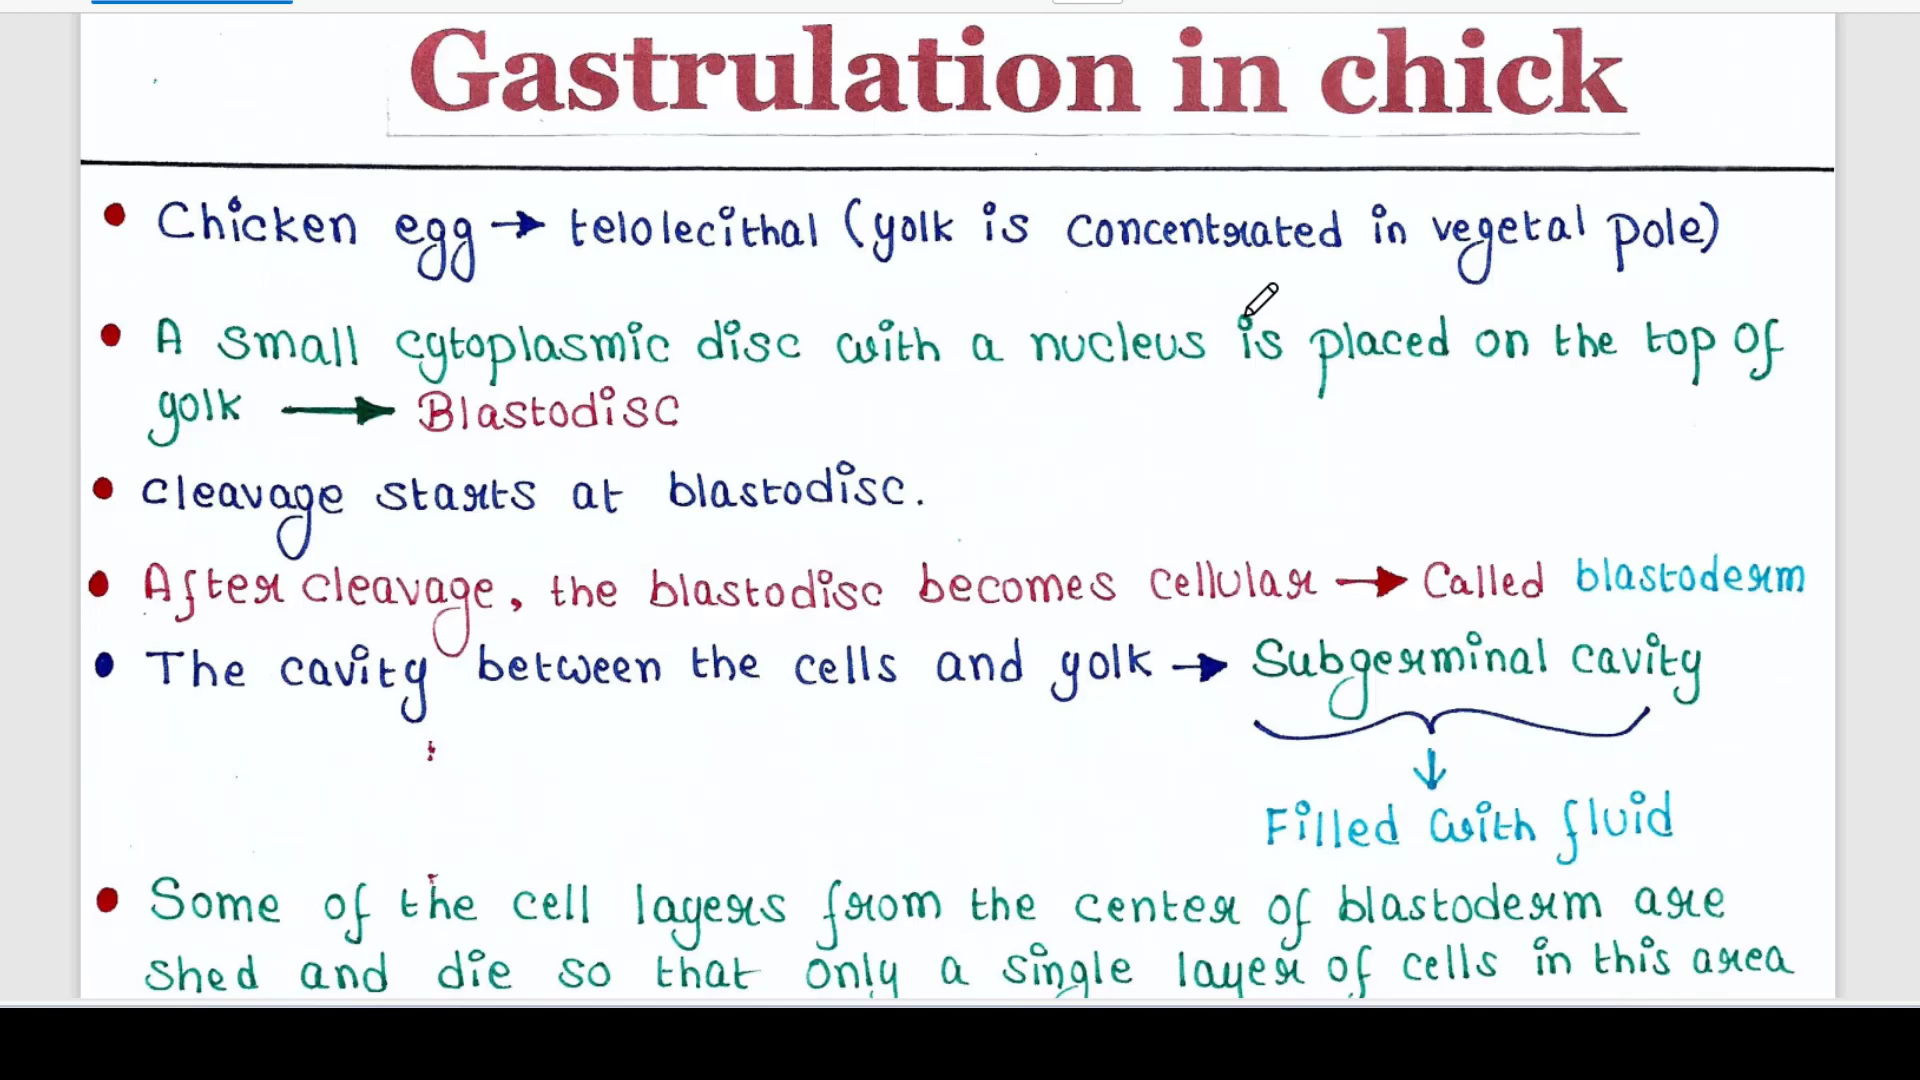 Gastrulation in chick
• Chicken egg → telolecithal (yolk is concentrated in vegetal pole)
• A small cytoplasmic disc with a nucleus is placed on the top of
yolk → Blastodisc
• Cleavage starts at blastodisc.
• After cleavage, the blastodisc becomes cellular → Called blastoderm
• The cavity between the cells and yolk → Subgerminal cavity
↓
Filled with fluid
• Some of the cell layers from the center of blastoderm are
shed and die so that only a single layer of cells in this area